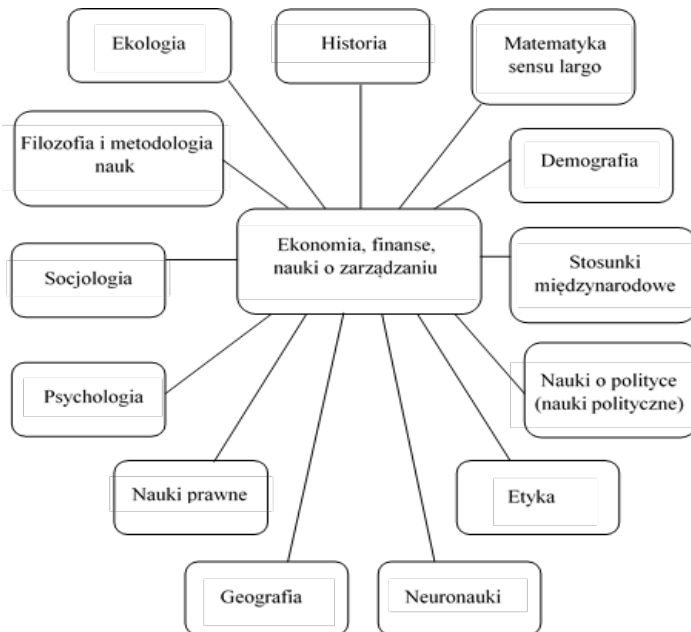 Ekologia
Historia
Matematyka
sensu largo
Filozofia i metodologia
nauk
Demografia
Ekonomia, finanse,
nauki o zarządzaniu
Socjologia
Stosunki
międzynarodowe
Psychologia
Nauki o polityce
(nauki polityczne)
Nauki prawne
Etyka
Geografia
Neuronauki